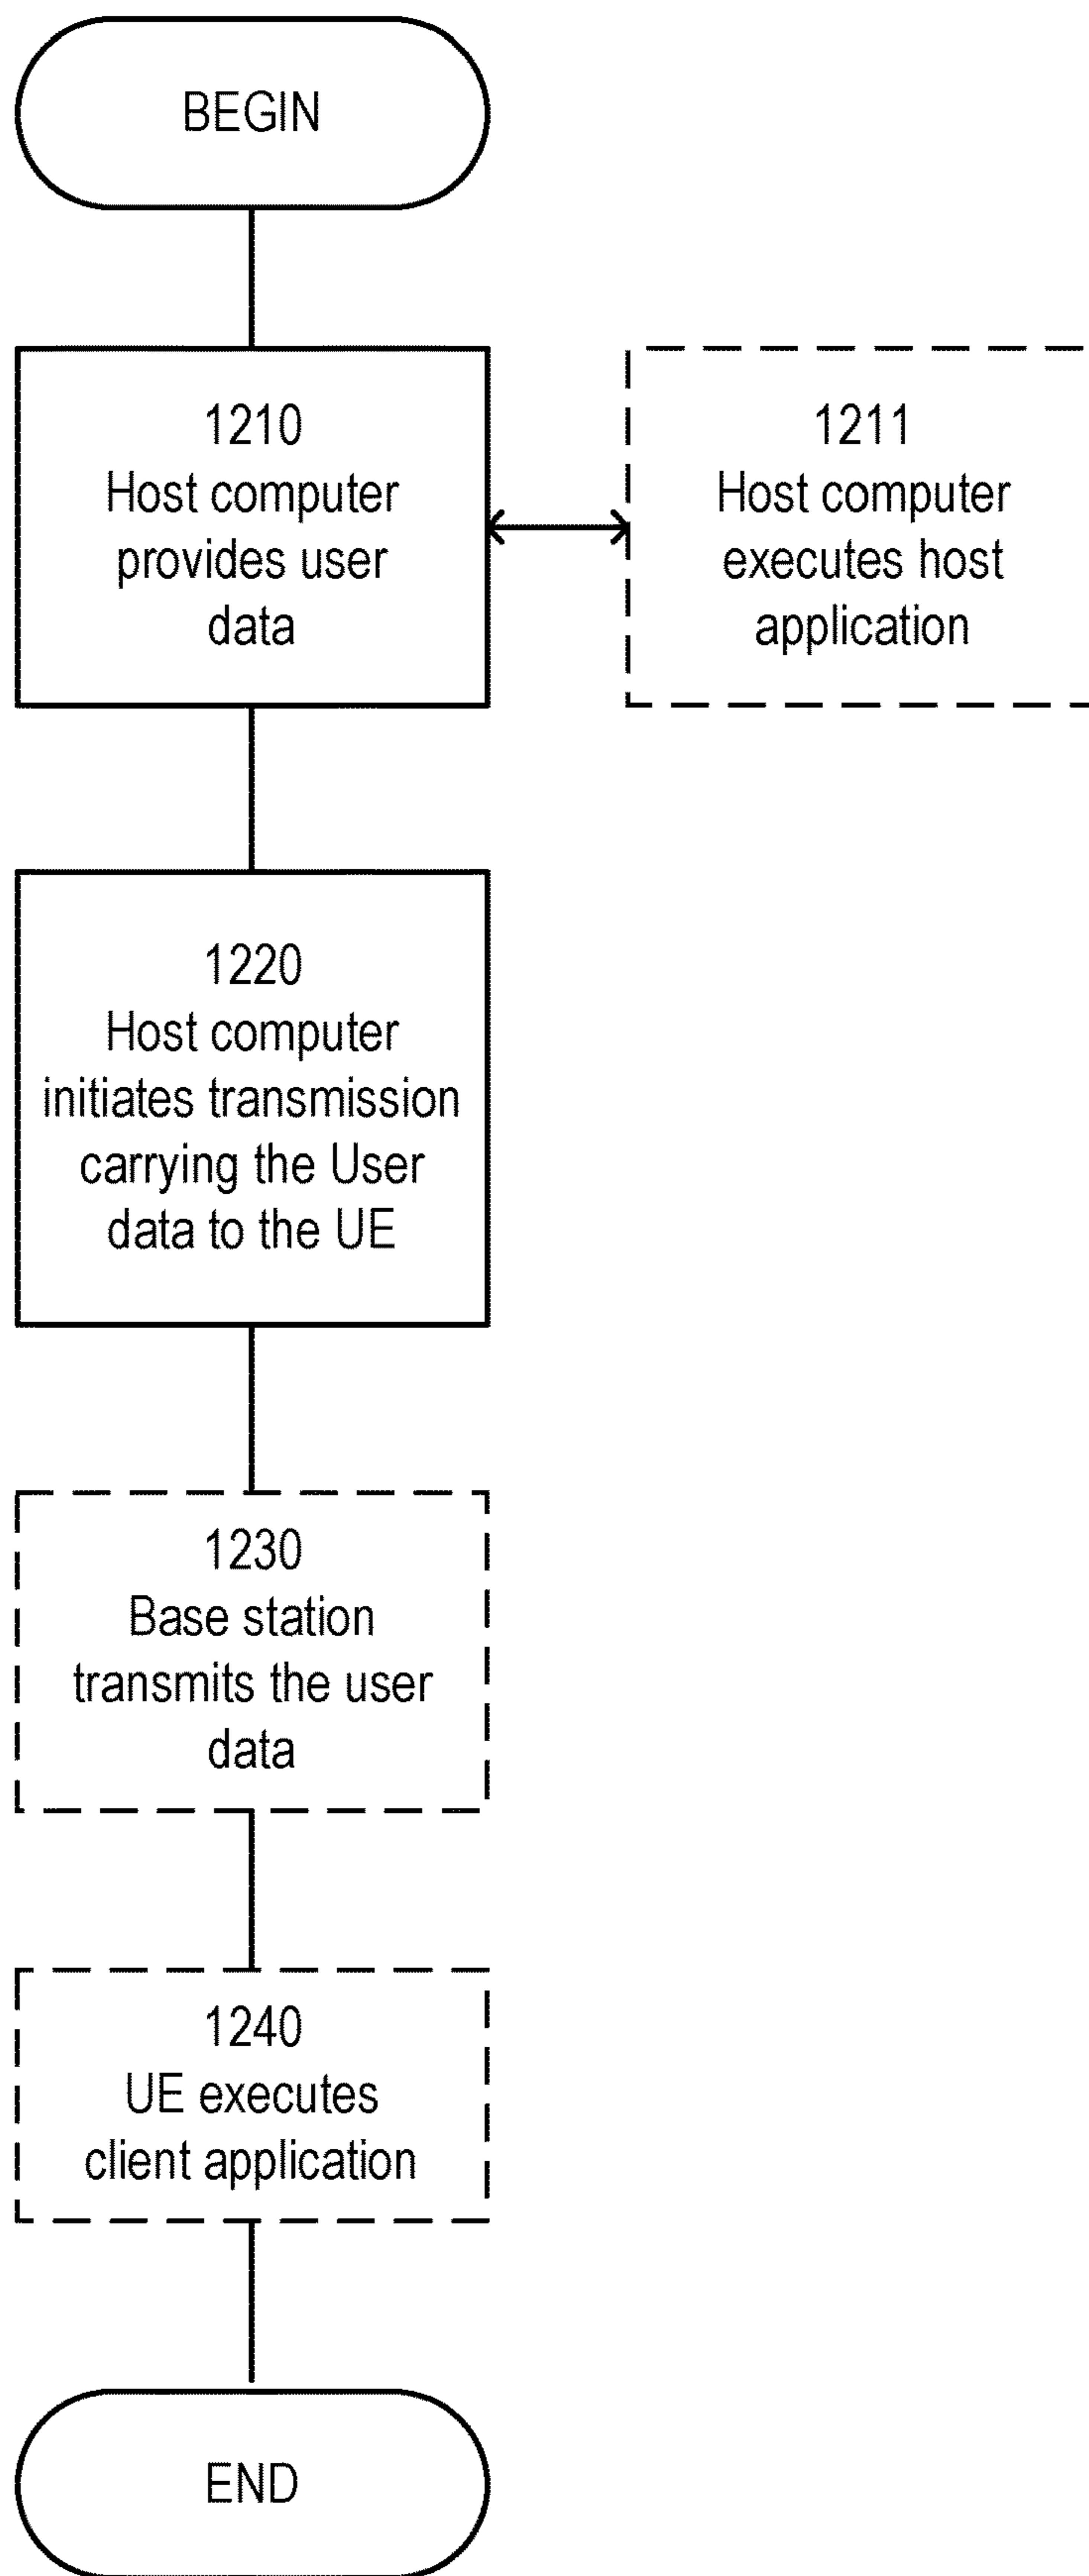 BEGIN
1210
Host computer
provides user
data
1211
Host computer
executes host
application
1220
Host computer
initiates transmission
carrying the User
data to the UE
1230
Base station
transmits the user
data
1240
UE executes
client application
END